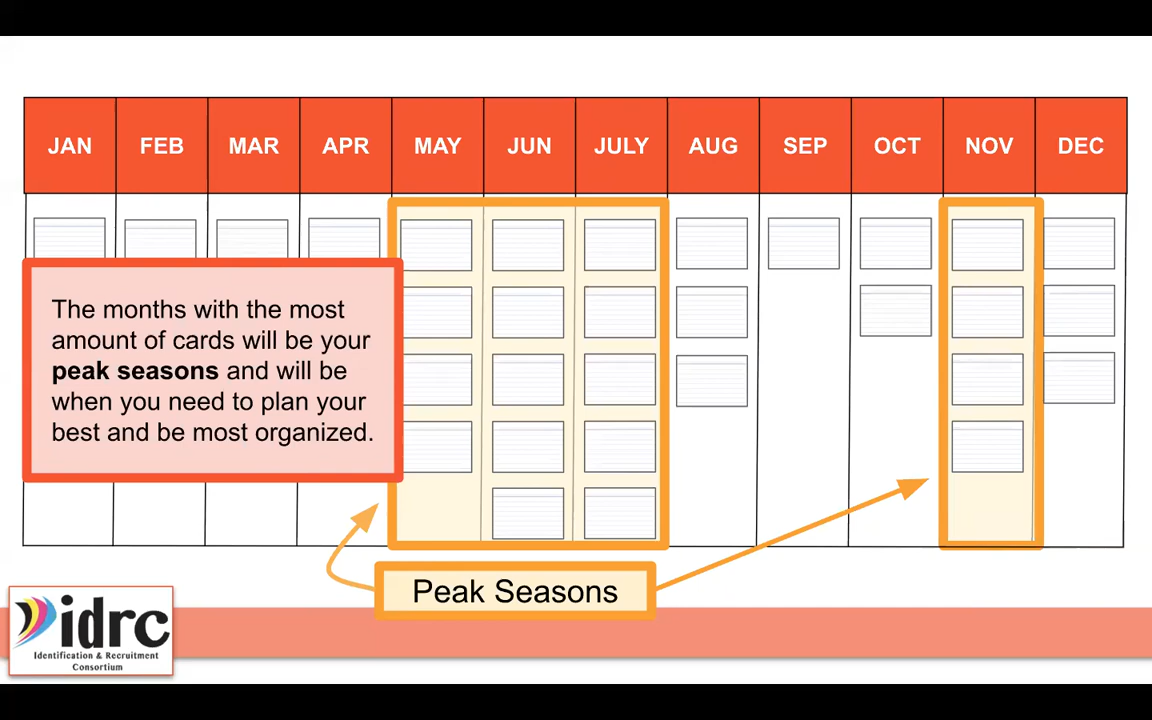 JAN FEB MAR APR MAY JUN JULY AUG SEP OCT NOV DEC
The months with the most
amount of cards will be your
peak seasons and will be
when you need to plan your
best and be most organized.
Peak Seasons
idrc
Identification & Recruitment
Consortium